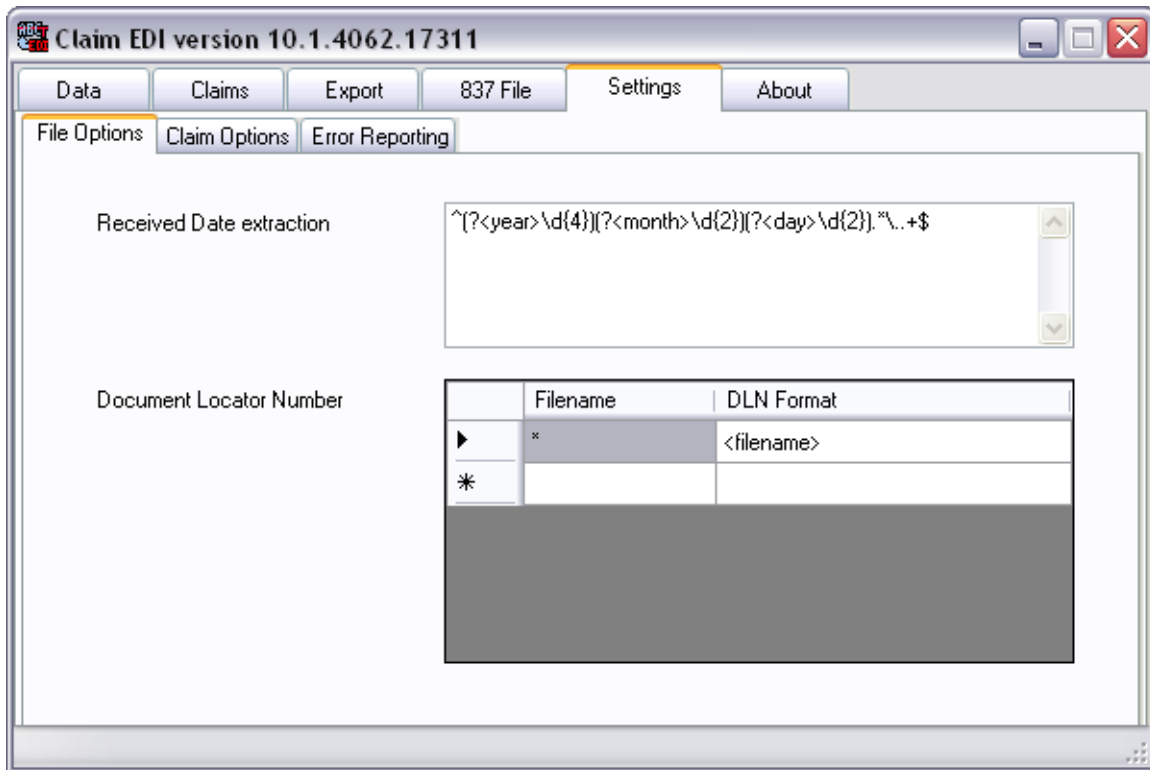 Claim EDI version 10.1.4062.17311
Data Claims Export 837 File Settings About
File Options Claim Options Error Reporting
Received Date extraction ^(?<year>\d{4})(?<month>\d{2})(?<day>\d{2}).*\..+$
Document Locator Number
Filename DLN Format
* <filename>